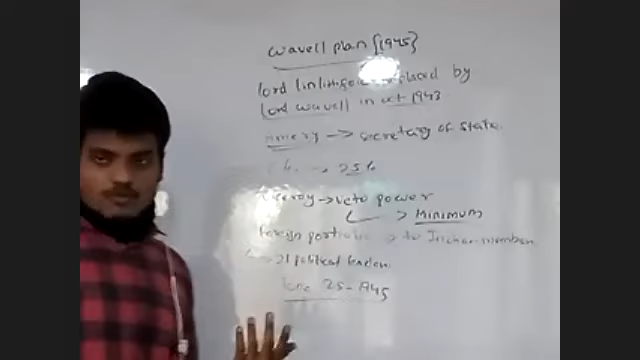 Wavell plan {1945}
lord linlithgow replaced by
lord wavell in oct 1943
Amery → secretary of state
→ 25%
Viceroy → veto power
→ Minimum
Foreign portfolio → to Indian member
→ 21 political leaders
June 25-1945